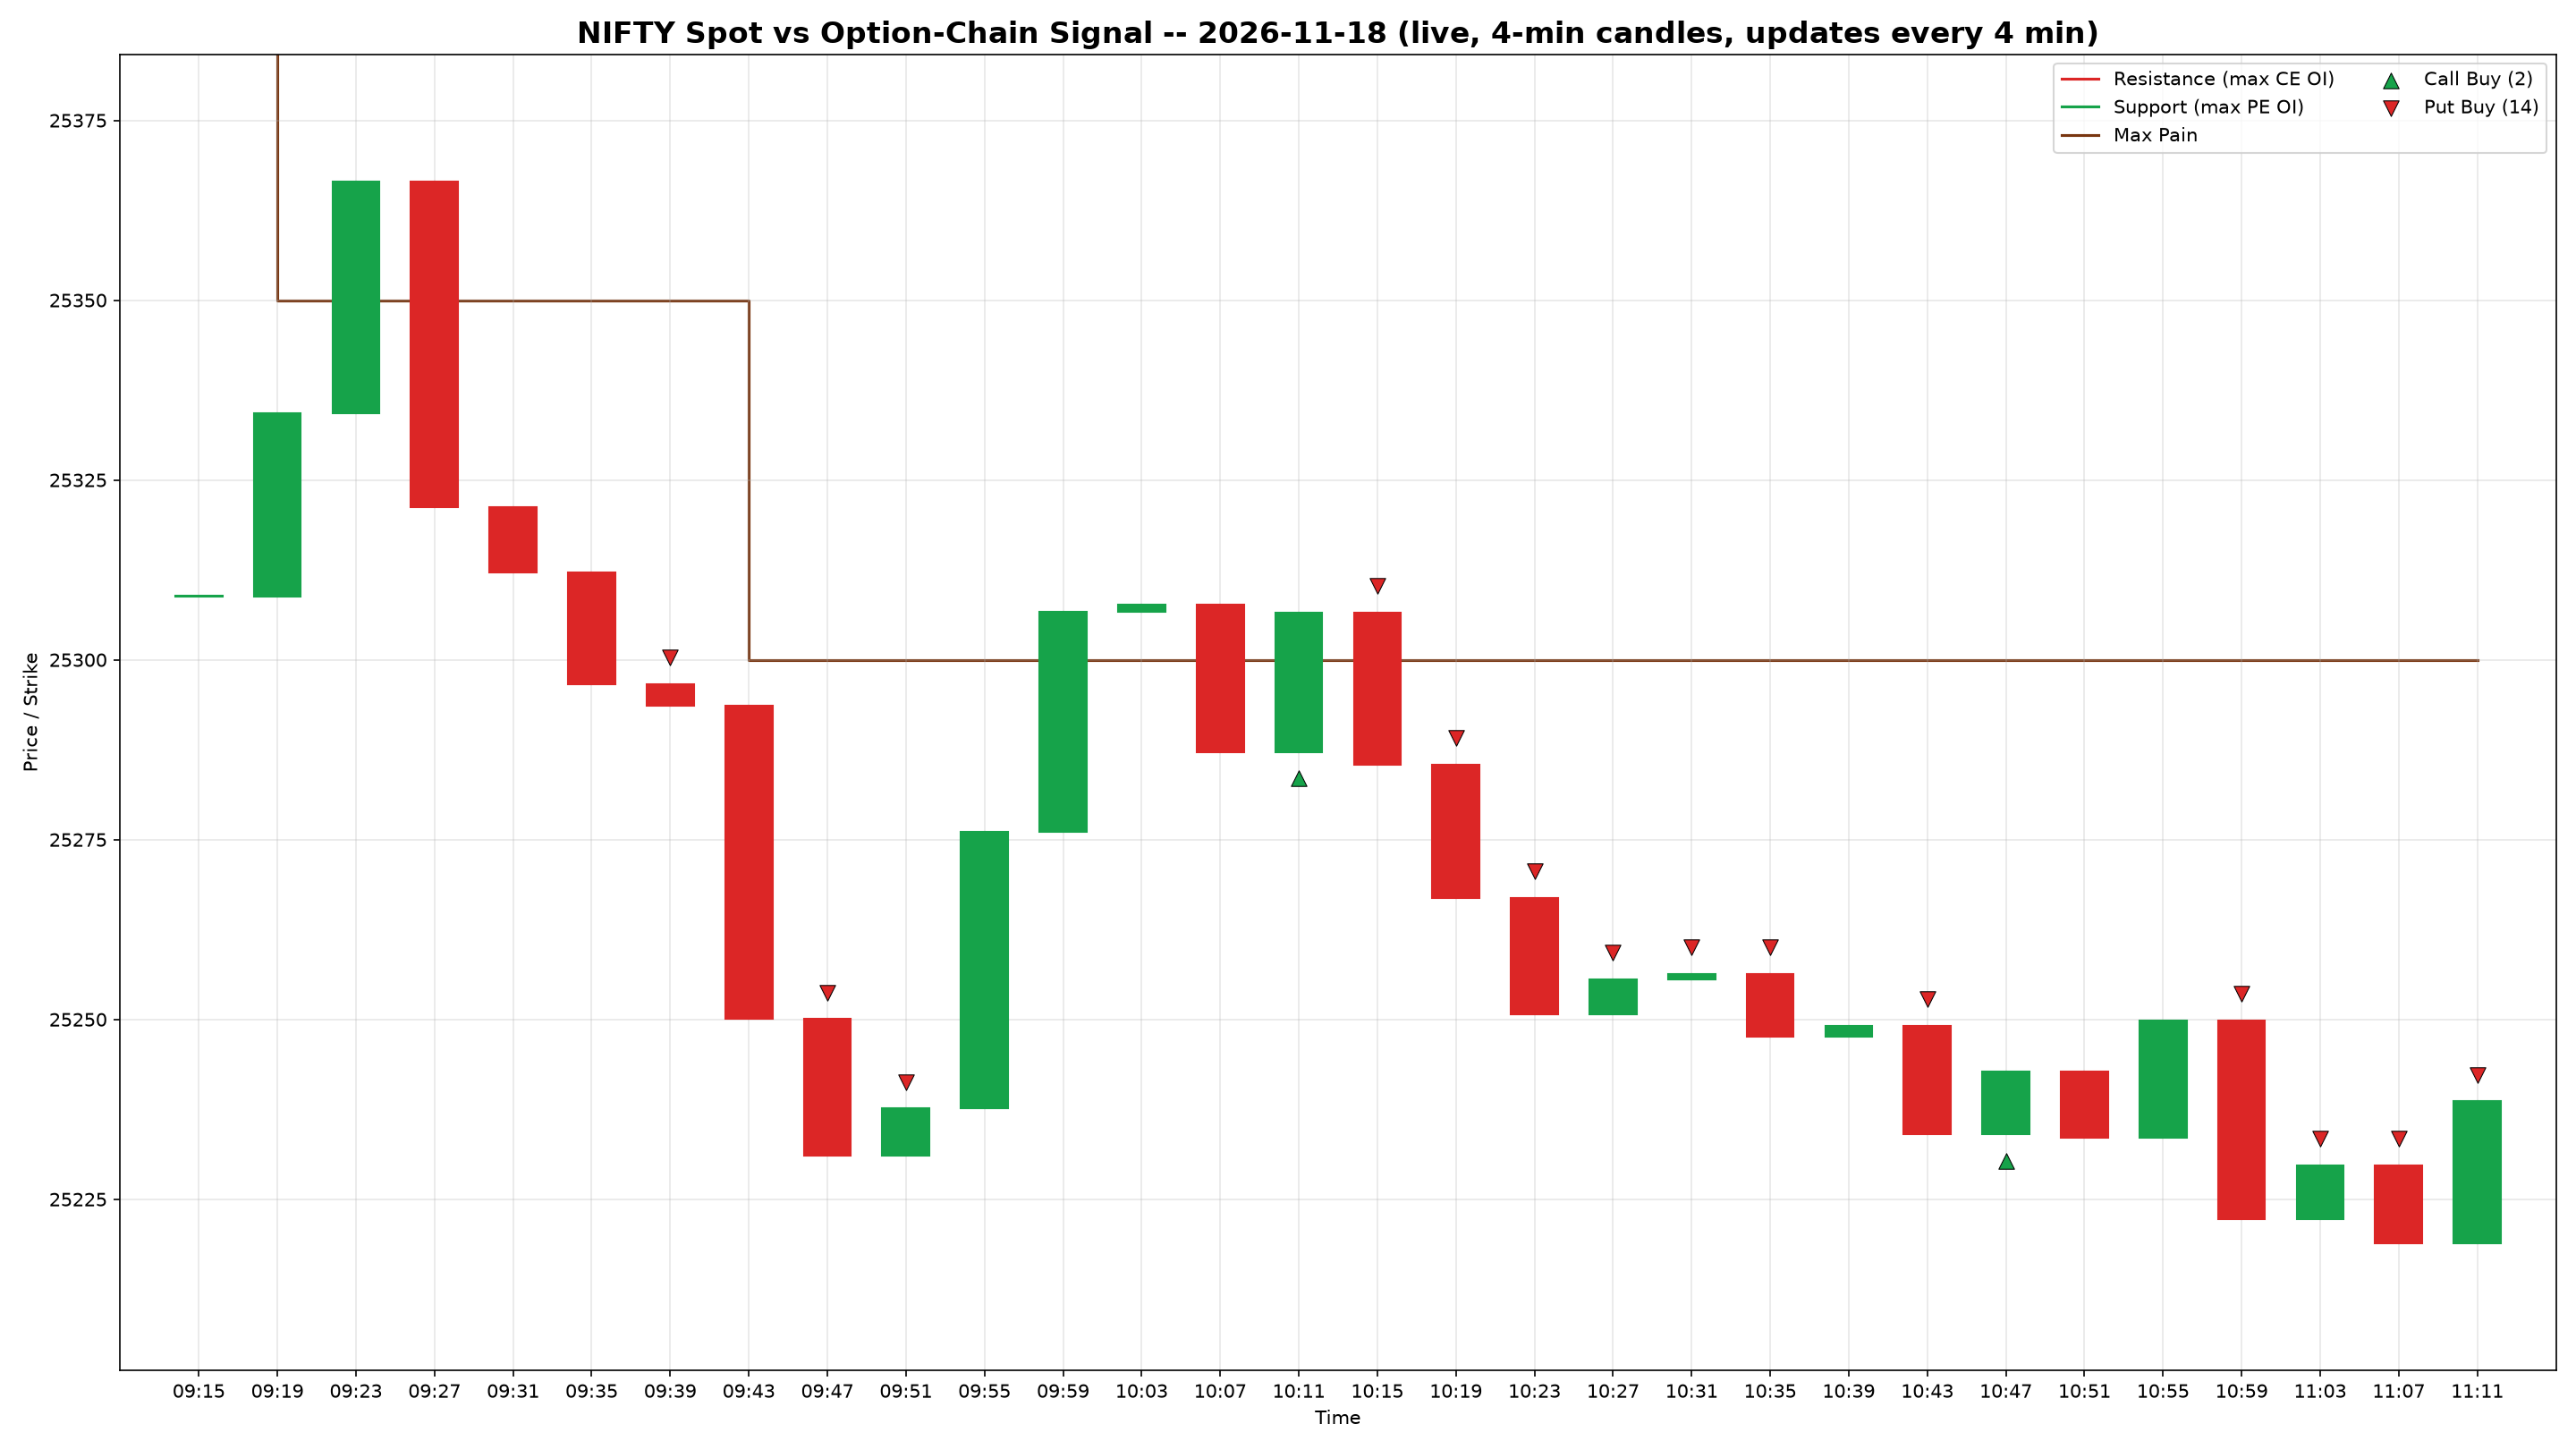 NIFTY Spot vs Option-Chain Signal -- 2026-11-18 (live, 4-min candles, updates every 4 min)
Resistance (max CE OI)
Support (max PE OI)
Max Pain
Call Buy (2)
Put Buy (14)
Price / Strike
25375
25350
25325
25300
25275
25250
25225
09:15 09:19 09:23 09:27 09:31 09:35 09:39 09:43 09:47 09:51 09:55 09:59 10:03 10:07 10:11 10:15 10:19 10:23 10:27 10:31 10:35 10:39 10:43 10:47 10:51 10:55 10:59 11:03 11:07 11:11
Time